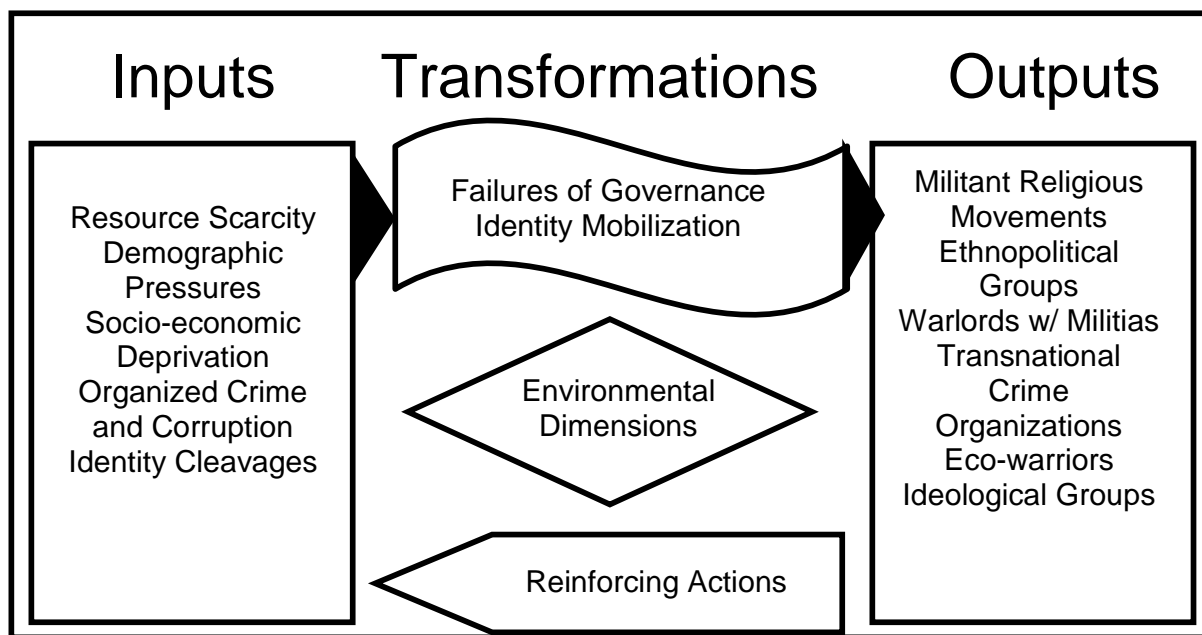 Inputs
Transformations
Outputs
Resource Scarcity
Demographic
Pressures
Socio-economic
Deprivation
Organized Crime
and Corruption
Identity Cleavages
Failures of Governance
Identity Mobilization
Environmental
Dimensions
Reinforcing Actions
Militant Religious
Movements
Ethnopolitical
Groups
Warlords w/ Militias
Transnational
Crime
Organizations
Eco-warriors
Ideological Groups